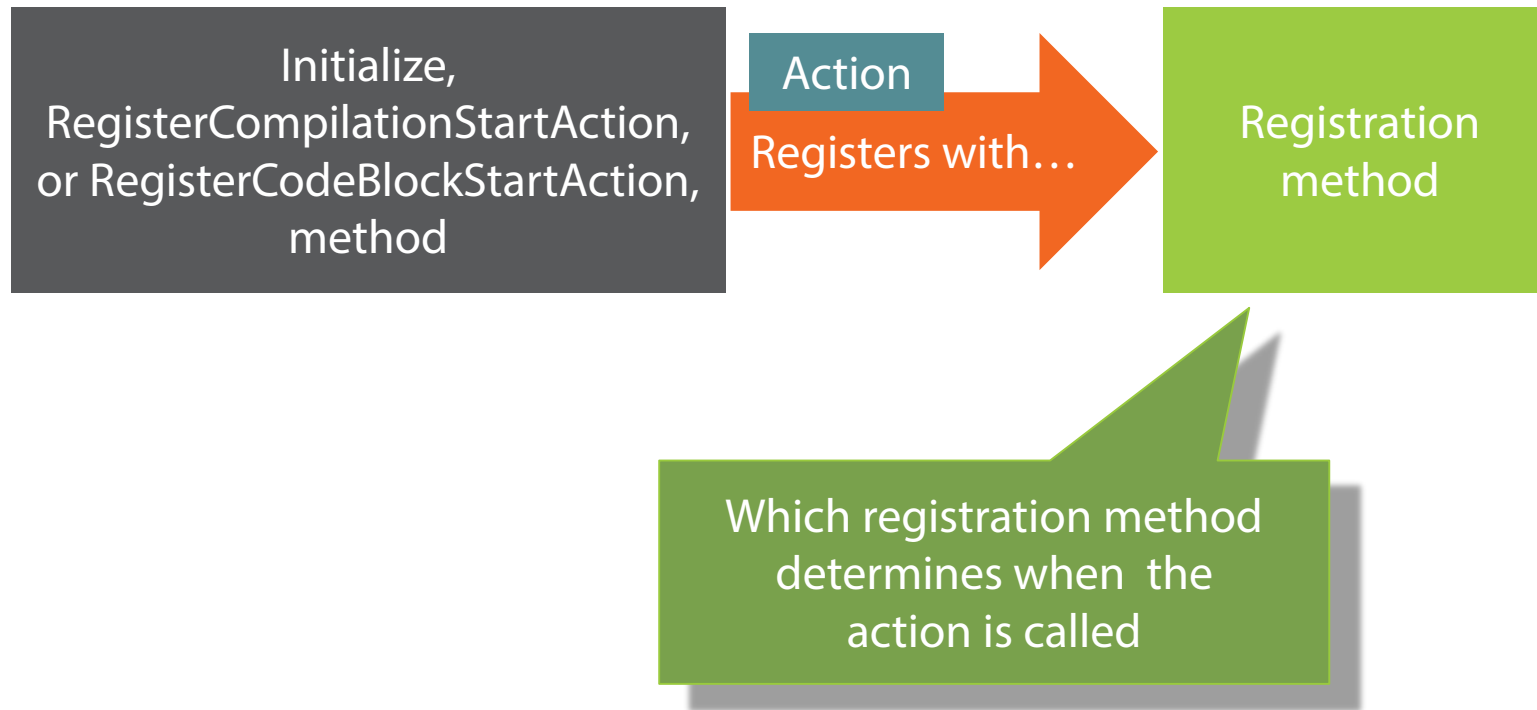 Initialize,
RegisterCompilationStartAction,
or RegisterCodeBlockStartAction,
method
Action
Registers with…
Registration
method
Which registration method
determines when  the
action is called